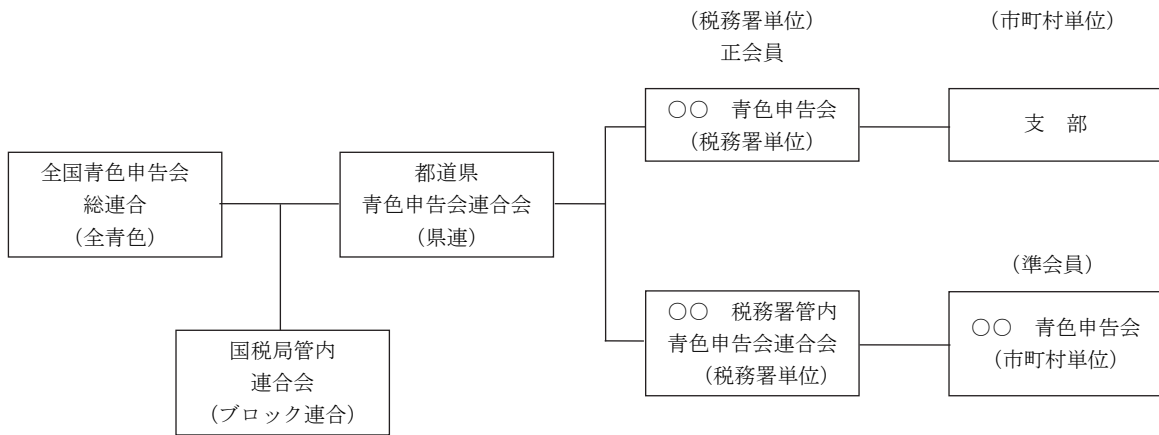 (税務署単位)
正会員
(市町村単位)
○○　青色申告会
(税務署単位)
支　部
全国青色申告会
総連合
(全青色)
都道県
青色申告会連合会
(県連)
(準会員)
○○　税務署管内
青色申告会連合会
(税務署単位)
○○　青色申告会
(市町村単位)
国税局管内
連合会
(ブロック連合)